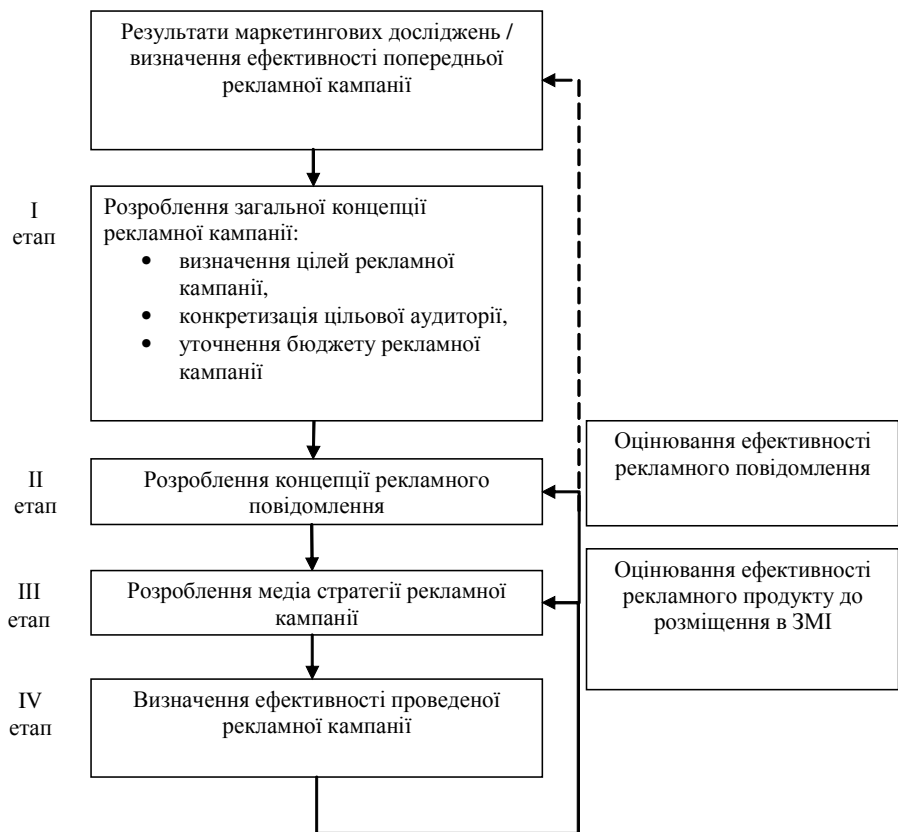 Результати маркетингових досліджень /
визначення ефективності попередньої
рекламної кампанії
І
етап
Розроблення загальної концепції
рекламної кампанії:
• визначення цілей рекламної
кампанії,
• конкретизація цільової аудиторії,
• уточнення бюджету рекламної
кампанії
ІІ
етап
Розроблення концепції рекламного
повідомлення
Оцінювання ефективності
рекламного повідомлення
ІІІ
етап
Розроблення медіа стратегії рекламної
кампанії
Оцінювання ефективності
рекламного продукту до
розміщення в ЗМІ
IV
етап
Визначення ефективності проведеної
рекламної кампанії